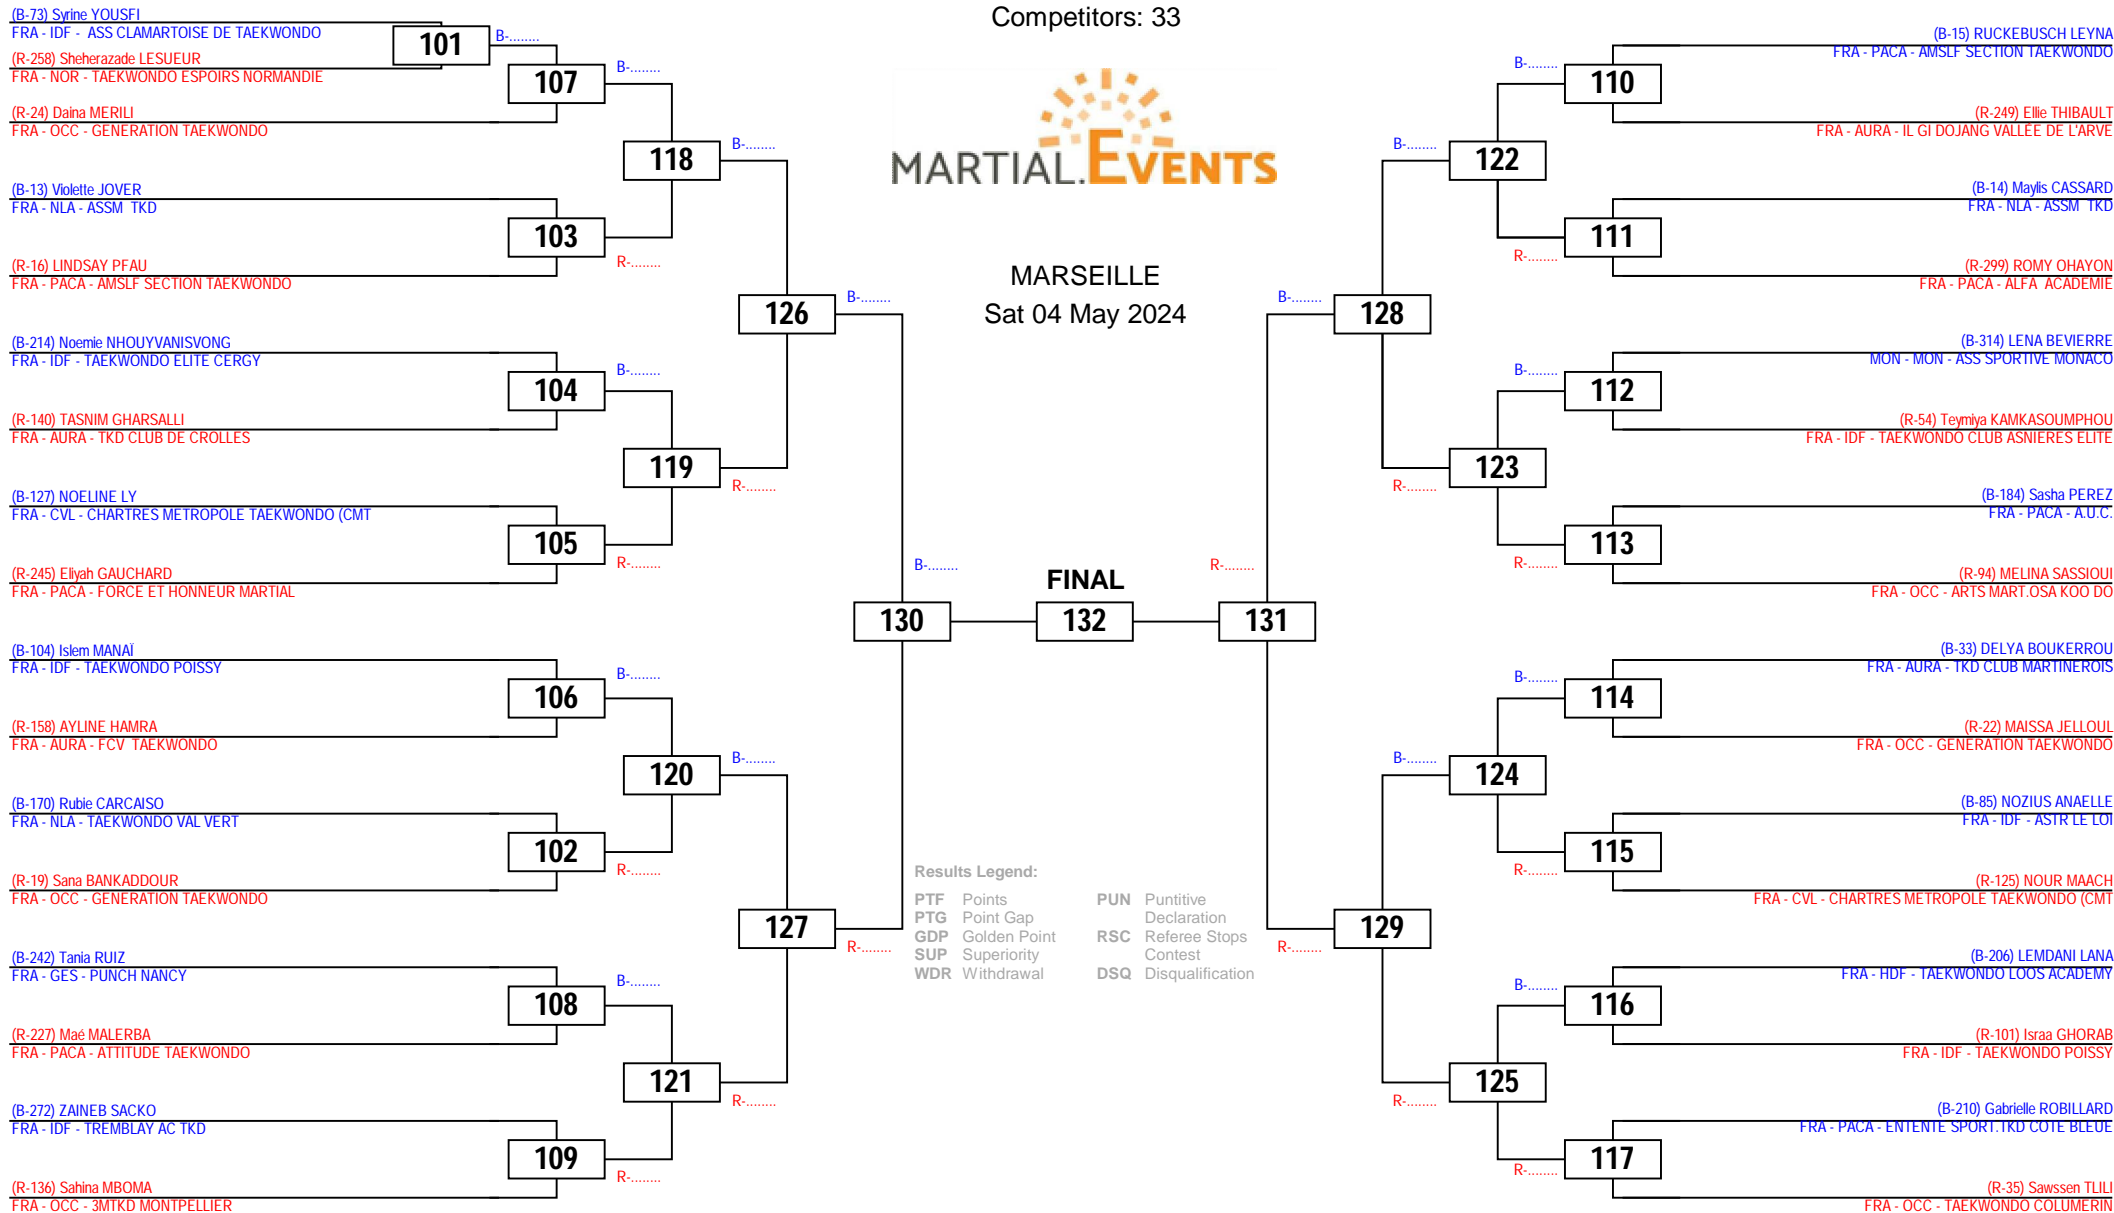 Competitors: 33
MARTIAL.EVENTS
MARSEILLE
Sat 04 May 2024
(B-73) Syrine YOUSFI
FRA - IDF - ASS CLAMARTOISE DE TAEKWONDO
(R-258) Sheherazade LESUEUR
FRA - NOR - TAEKWONDO ESPOIRS NORMANDIE
101
B-........
(R-24) Daina MERILI
FRA - OCC - GENERATION TAEKWONDO
107
B-........
(B-13) Violette JOVER
FRA - NLA - ASSM TKD
103
R-........
(R-16) LINDSAY PFAU
FRA - PACA - AMSLF SECTION TAEKWONDO
118
B-........
(B-214) Noemie NHOUYVANISVONG
FRA - IDF - TAEKWONDO ELITE CERGY
104
B-........
(R-140) TASNIM GHARSALLI
FRA - AURA - TKD CLUB DE CROLLES
119
R-........
(B-127) NOELINE LY
FRA - CVL - CHARTRES METROPOLE TAEKWONDO (CMT
105
R-........
(R-245) Eliyah GAUCHARD
FRA - PACA - FORCE ET HONNEUR MARTIAL
126
B-........
(B-104) Islem MANAÏ
FRA - IDF - TAEKWONDO POISSY
106
B-........
(R-158) AYLINE HAMRA
FRA - AURA - FCV TAEKWONDO
120
B-........
(B-170) Rubie CARCAISO
FRA - NLA - TAEKWONDO VAL VERT
102
R-........
(R-19) Sana BANKADDOUR
FRA - OCC - GENERATION TAEKWONDO
127
R-........
(B-242) Tania RUIZ
FRA - GES - PUNCH NANCY
108
B-........
(R-227) Maé MALERBA
FRA - PACA - ATTITUDE TAEKWONDO
121
R-........
(B-272) ZAINEB SACKO
FRA - IDF - TREMBLAY AC TKD
109
R-........
(R-136) Sahina MBOMA
FRA - OCC - 3MTKD MONTPELLIER
130
B-........
FINAL
132
R-........
131
Results Legend:
PTF Points
PTG Point Gap
GDP Golden Point
SUP Superiority
WDR Withdrawal
PUN Puntitive
Declaration
RSC Referee Stops
Contest
DSQ Disqualification
(B-15) RUCKEBUSCH LEYNA
FRA - PACA - AMSLF SECTION TAEKWONDO
B-........
110
(R-249) Ellie THIBAULT
FRA - AURA - IL GI DOJANG VALLÉE DE L'ARVE
B-........
122
(B-14) Maylis CASSARD
FRA - NLA - ASSM TKD
R-........
111
(R-299) ROMY OHAYON
FRA - PACA - ALFA ACADEMIE
B-........
128
(B-314) LENA BEVIERRE
MON - MON - ASS SPORTIVE MONACO
B-........
112
(R-54) Teymiya KAMKASOUMPHOU
FRA - IDF - TAEKWONDO CLUB ASNIERES ELITE
R-........
123
(B-184) Sasha PEREZ
FRA - PACA - A.U.C.
R-........
113
(R-94) MELINA SASSIOUI
FRA - OCC - ARTS MART.OSA KOO DO
(B-33) DELYA BOUKERROU
FRA - AURA - TKD CLUB MARTINEROIS
B-........
114
(R-22) MAISSA JELLOUL
FRA - OCC - GENERATION TAEKWONDO
B-........
124
(B-85) NOZIUS ANAELLE
FRA - IDF - ASTR LE LOI
R-........
115
(R-125) NOUR MAACH
FRA - CVL - CHARTRES METROPOLE TAEKWONDO (CMT
R-........
129
(B-206) LEMDANI LANA
FRA - HDF - TAEKWONDO LOOS ACADEMY
B-........
116
(R-101) Israa GHORAB
FRA - IDF - TAEKWONDO POISSY
R-........
125
(B-210) Gabrielle ROBILLARD
FRA - PACA - ENTENTE SPORT.TKD COTE BLEUE
R-........
117
(R-35) Sawssen TLILI
FRA - OCC - TAEKWONDO COLUMERIN